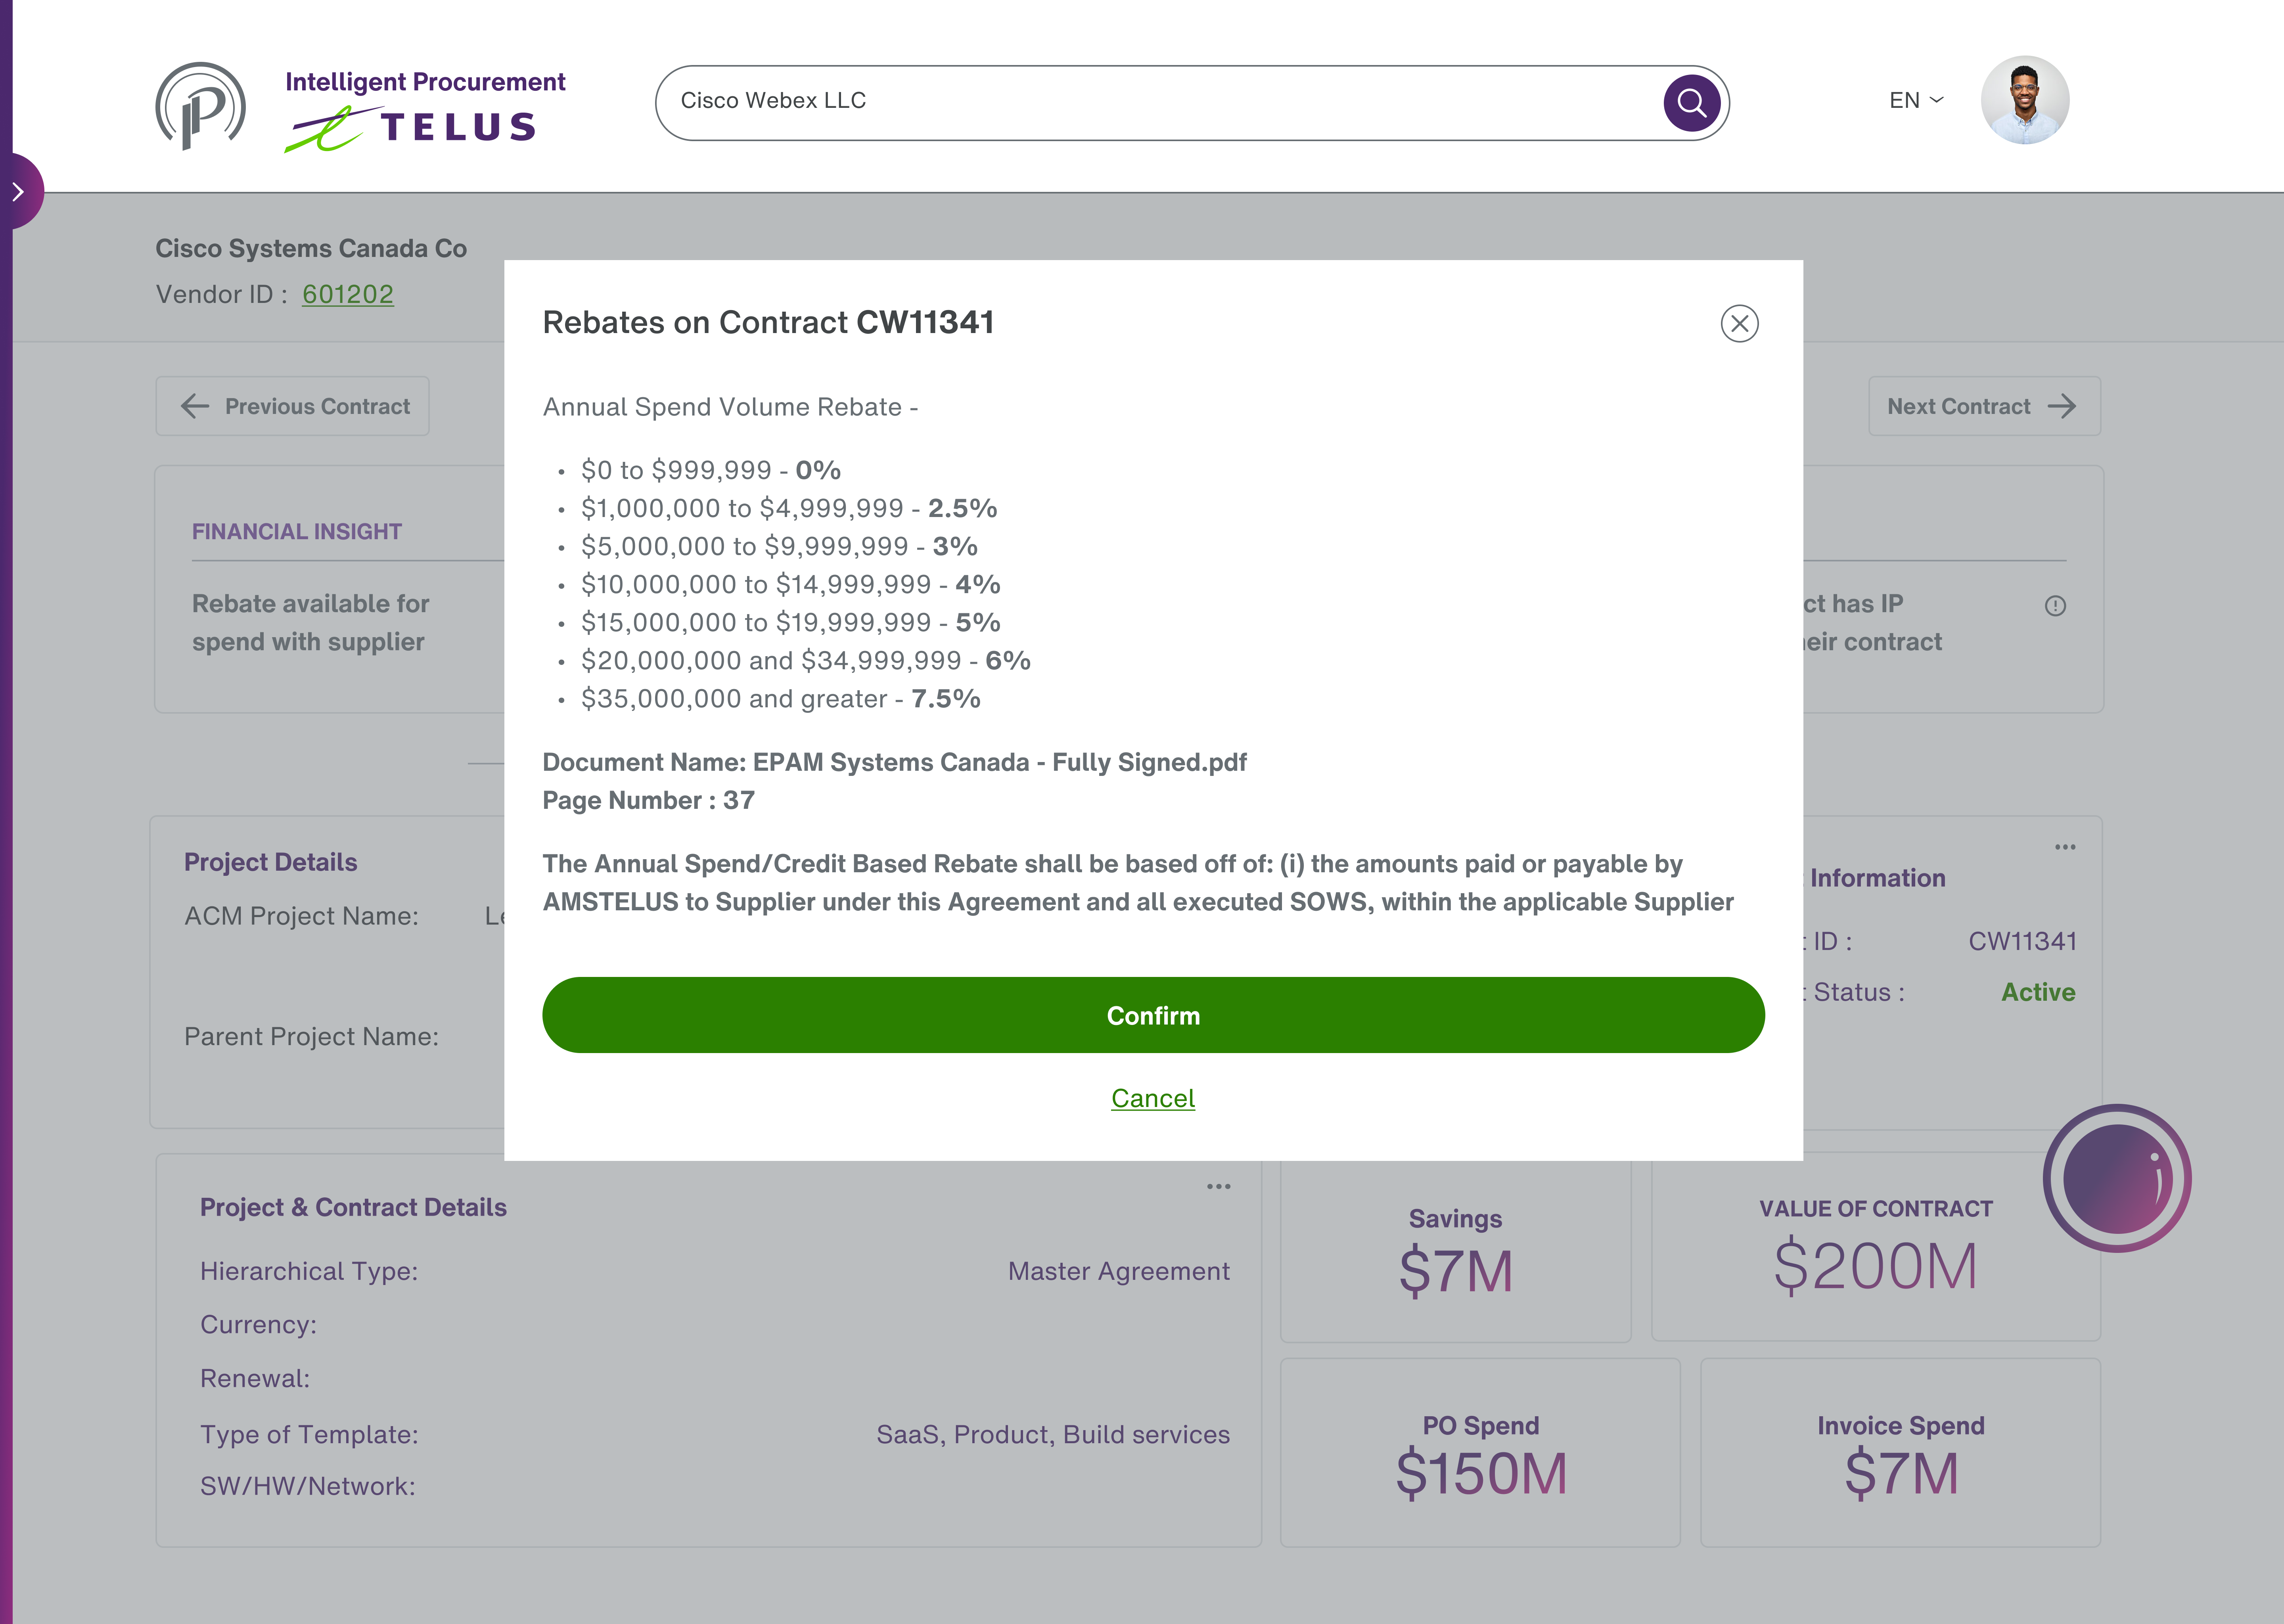 Intelligent Procurement
TELUS
Cisco Webex LLC
EN
Cisco Systems Canada Co
Vendor ID : 601202
Previous Contract
Next Contract
FINANCIAL INSIGHT
Rebate available for
spend with supplier
ct has IP
eir contract
Rebates on Contract CW11341
Annual Spend Volume Rebate -
• $0 to $999,999 - 0%
• $1,000,000 to $4,999,999 - 2.5%
• $5,000,000 to $9,999,999 - 3%
• $10,000,000 to $14,999,999 - 4%
• $15,000,000 to $19,999,999 - 5%
• $20,000,000 and $34,999,999 - 6%
• $35,000,000 and greater - 7.5%
Document Name: EPAM Systems Canada - Fully Signed.pdf
Page Number : 37
The Annual Spend/Credit Based Rebate shall be based off of: (i) the amounts paid or payable by
AMSTELUS to Supplier under this Agreement and all executed SOWS, within the applicable Supplier
Confirm
Cancel
Project Details
ACM Project Name: Le
Parent Project Name:
Information
ID : CW11341
Status : Active
Project & Contract Details
Hierarchical Type: Master Agreement
Currency:
Renewal:
Type of Template: SaaS, Product, Build services
SW/HW/Network:
Savings
$7M
VALUE OF CONTRACT
$200M
PO Spend
$150M
Invoice Spend
$7M